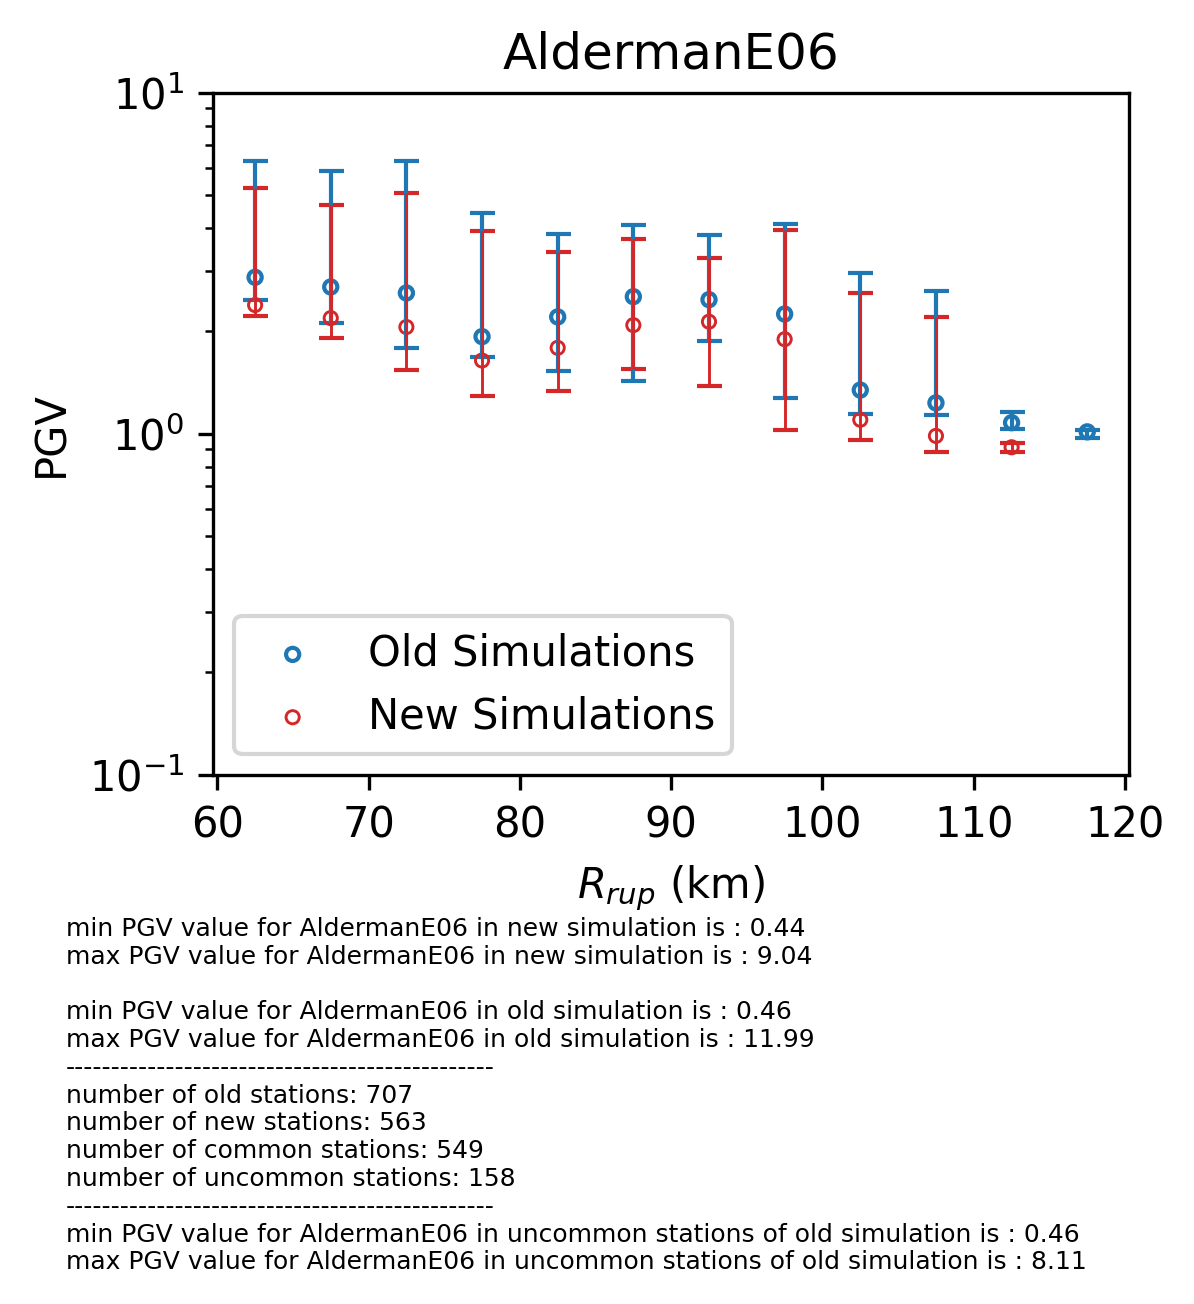 AldermanE06
10¹
10⁰
10⁻¹
PGV
Old Simulations
New Simulations
60 70 80 90 100 110 120
R_rup (km)
min PGV value for AldermanE06 in new simulation is : 0.44
max PGV value for AldermanE06 in new simulation is : 9.04
min PGV value for AldermanE06 in old simulation is : 0.46
max PGV value for AldermanE06 in old simulation is : 11.99
-----------------------------------------------
number of old stations: 707
number of new stations: 563
number of common stations: 549
number of uncommon stations: 158
-----------------------------------------------
min PGV value for AldermanE06 in uncommon stations of old simulation is : 0.46
max PGV value for AldermanE06 in uncommon stations of old simulation is : 8.11